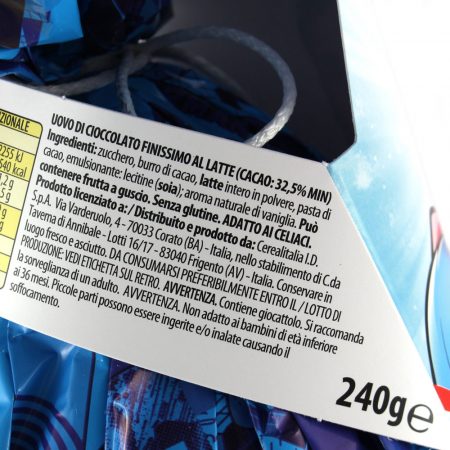 ZIONALE
2255 kJ
540 kcal
UOVO DI CIOCCOLATO FINISSIMO AL LATTE (CACAO: 32,5% MIN)
Ingredienti: zucchero, burro di cacao, latte intero in polvere, pasta di
cacao, emulsionante: lecitine (soia); aroma naturale di vaniglia. Può
contenere frutta a guscio. Senza glutine. ADATTO AI CELIACI.
Prodotto licenziato a: / Distribuito e prodotto da: Cerealitalia I.D.
S.p.A. Via Varderuolo, 4 - 70033 Corato (BA) - Italia, nello stabilimento di C.da
Taverna di Annibale - Lotti 16/17 - 83040 Frigento (AV) - Italia. Conservare in
luogo fresco e asciutto. DA CONSUMARSI PREFERIBILMENTE ENTRO IL / LOTTO DI
PRODUZIONE VEDI ETICHETTA SUL RETRO. AVVERTENZA. Contiene giocattolo. Si raccomanda
la sorveglianza di un adulto. AVVERTENZA. Non adatto ai bambini di età inferiore
ai 36 mesi. Piccole parti possono essere ingerite e/o inalate causando il
soffocamento.
240g e